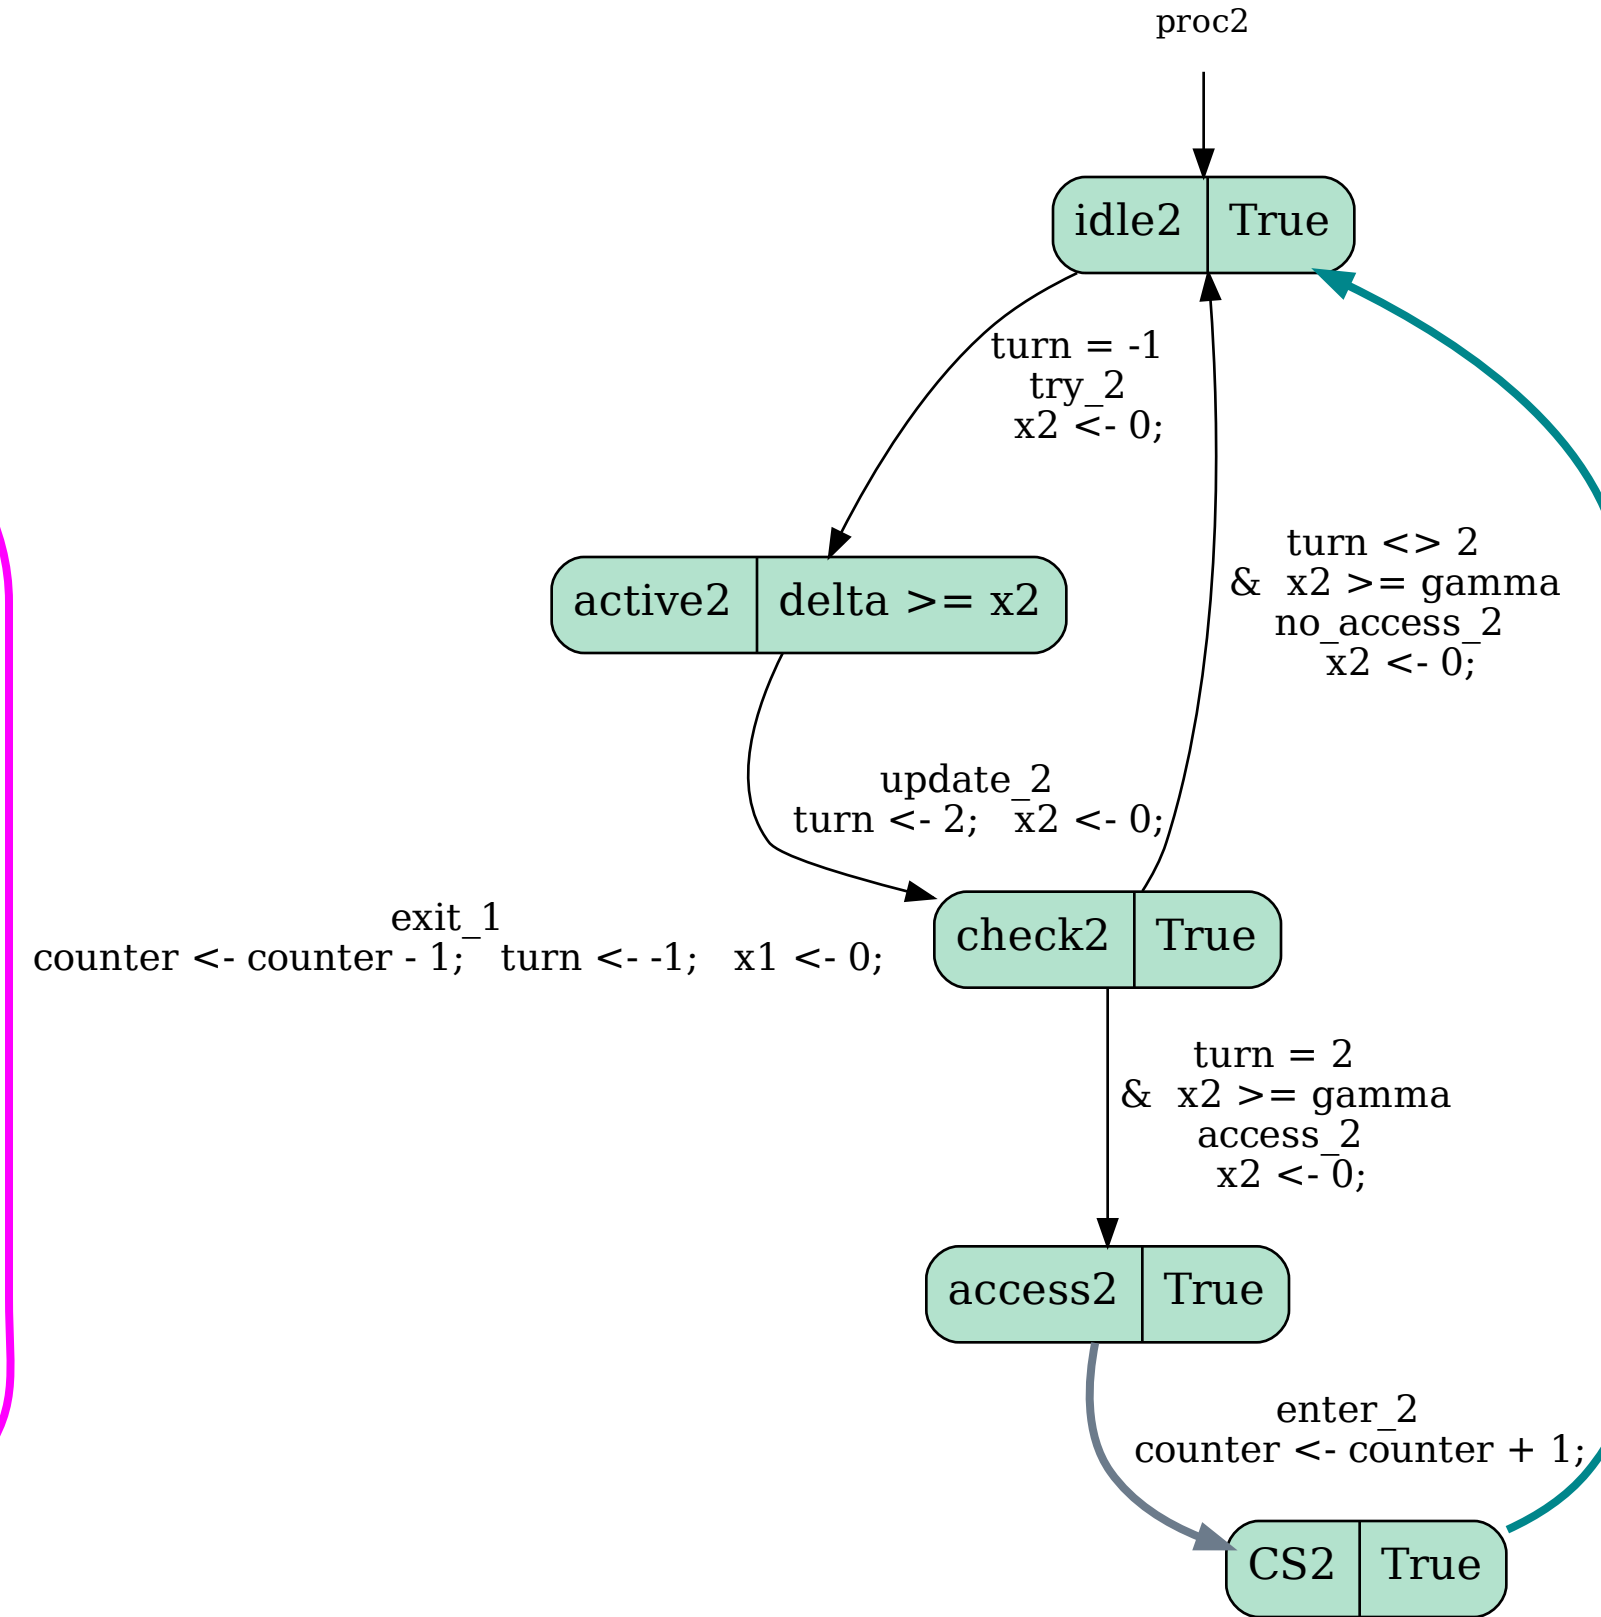 proc2
idle2 True
turn = -1
try_2
x2 <- 0;
turn <> 2
& x2 >= gamma
no_access_2
x2 <- 0;
active2 delta >= x2
update_2
turn <- 2; x2 <- 0;
exit_1
counter <- counter - 1; turn <- -1; x1 <- 0;
check2 True
turn = 2
& x2 >= gamma
access_2
x2 <- 0;
access2 True
enter_2
counter <- counter + 1;
CS2 True